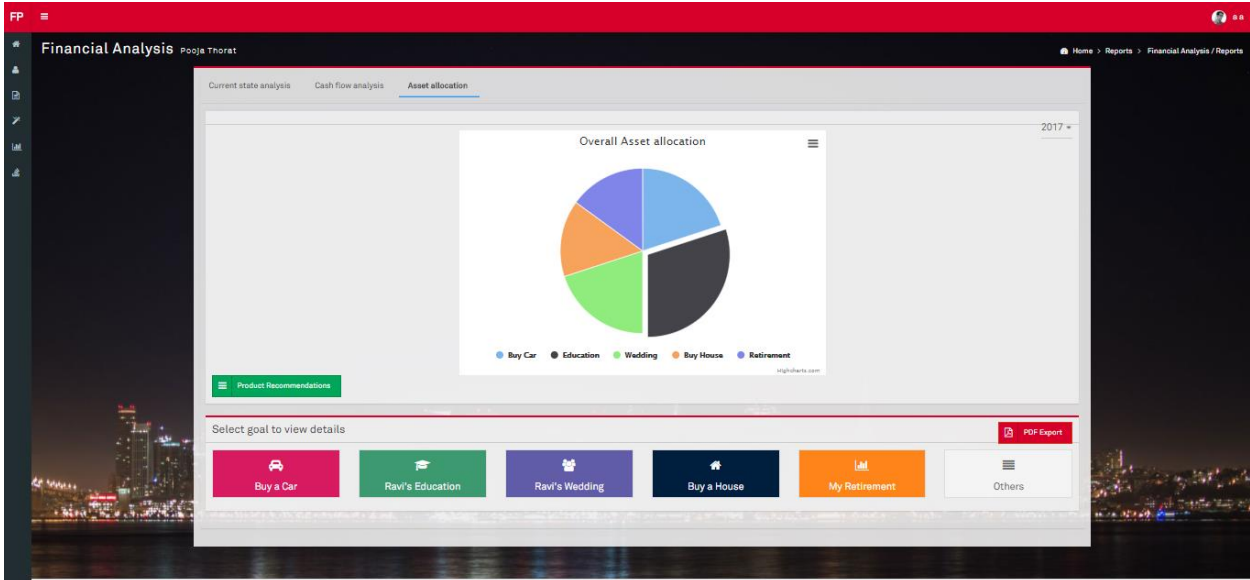 FP
a a
Financial Analysis Pooja Thorat
Home > Reports > Financial Analysis / Reports
Current state analysis Cash flow analysis Asset allocation
2017
Overall Asset allocation
Buy Car Education Wedding Buy House Retirement
Highcharts.com
Product Recommendations
Select goal to view details
PDF Export
Buy a Car Ravi's Education Ravi's Wedding Buy a House My Retirement Others